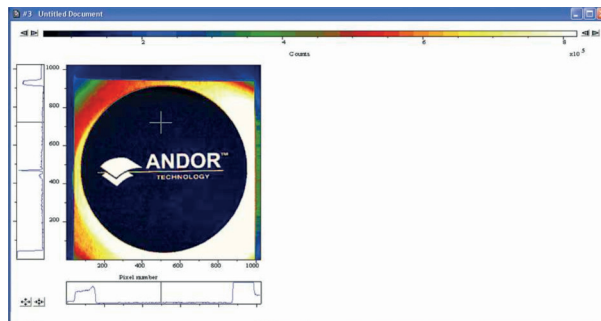 #3 Untitled Document
2 4 6 8
Counts
x10 5
1000
800
600
400
200
ANDOR™
TECHNOLOGY
200 400 600 800 1000
Pixel number